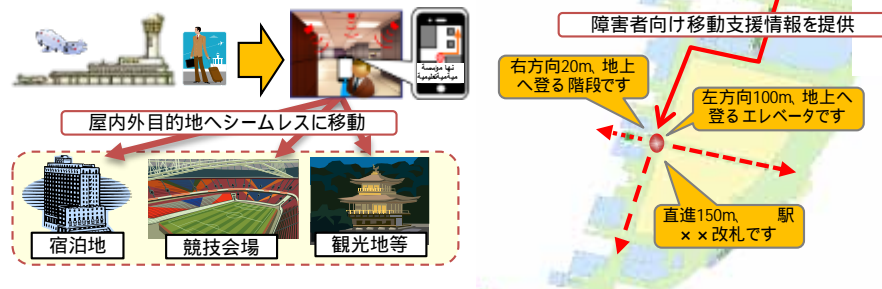 屋内外目的地へシームレスに移動
宿泊地
競技会場
観光地等
障害者向け移動支援情報を提供
右方向20m、地上
へ登る階段です
左方向100m、地上へ
登るエレベータです
直進150m、　　駅
××改札です